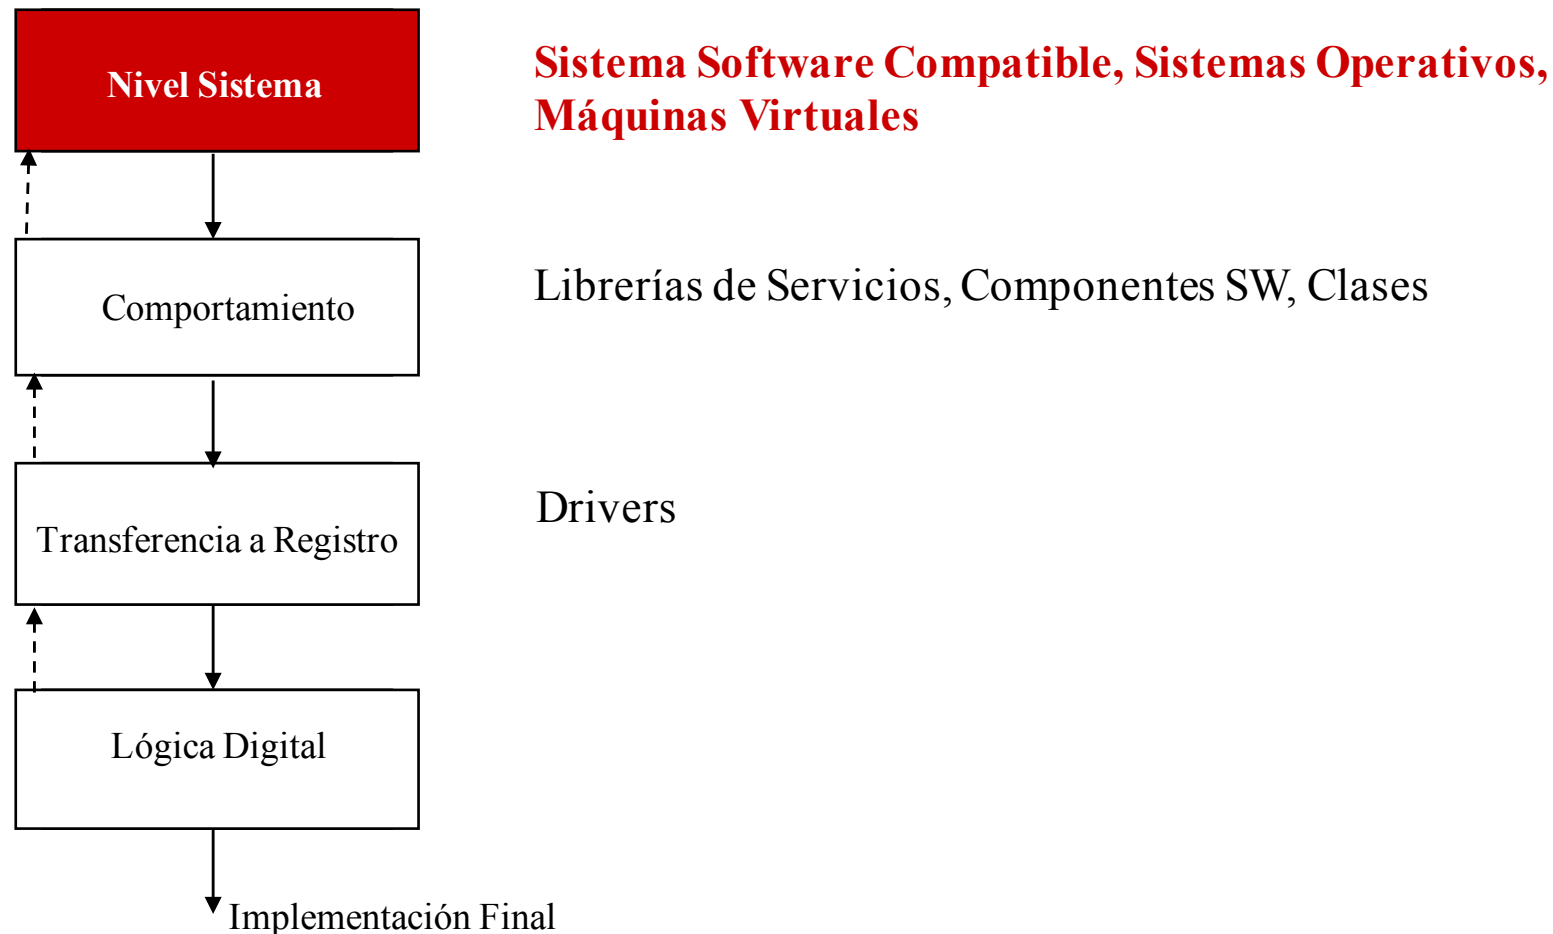 Nivel Sistema
Sistema Software Compatible, Sistemas Operativos,
Máquinas Virtuales
Comportamiento
Librerías de Servicios, Componentes SW, Clases
Transferencia a Registro
Drivers
Lógica Digital
Implementación Final